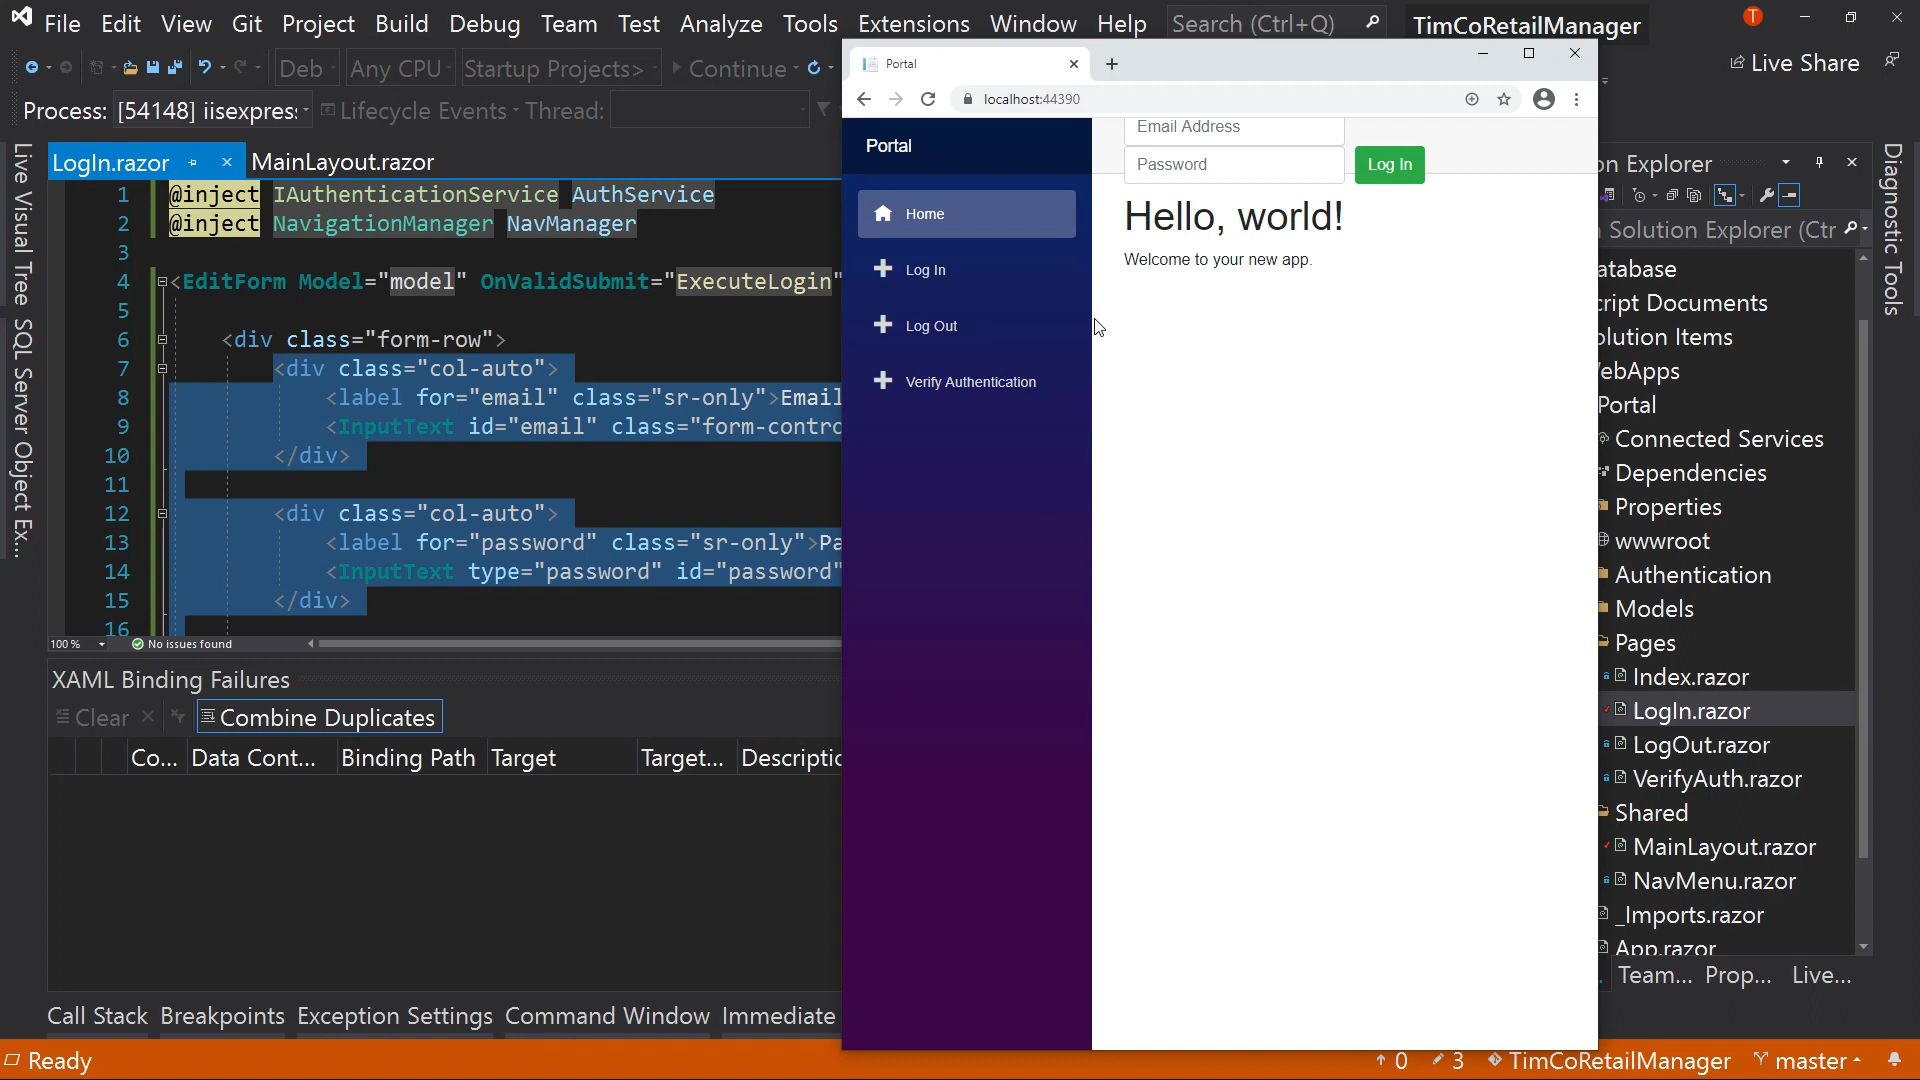 File Edit View Git Project Build Debug Team Test Analyze Tools Extensions Window Help Search (Ctrl+Q) TimCoRetailManager T
Deb Any CPU Startup Projects> Continue Live Share
Process: [54148] iisexpres: Lifecycle Events Thread:
Live Visual Tree
SQL Server Object Ex...
LogIn.razor MainLayout.razor
1 @inject IAuthenticationService AuthService
2 @inject NavigationManager NavManager
3
4 <EditForm Model="model" OnValidSubmit="ExecuteLogin"
5
6 <div class="form-row">
7 <div class="col-auto">
8 <label for="email" class="sr-only">Email
9 <InputText id="email" class="form-contro
10 </div>
11
12 <div class="col-auto">
13 <label for="password" class="sr-only">Pa
14 <InputText type="password" id="password"
15 </div>
16
100 % No issues found
XAML Binding Failures
Clear Combine Duplicates
Co... Data Cont... Binding Path Target Target... Descriptio
Call Stack Breakpoints Exception Settings Command Window Immediate
Ready
Portal
localhost:44390
Portal
Home
Log In
Log Out
Verify Authentication
Email Address
Password
Log In
Hello, world!
Welcome to your new app.
on Explorer
Solution Explorer (Ctr
atabase
cript Documents
olution Items
ebApps
Portal
Connected Services
Dependencies
Properties
wwwroot
Authentication
Models
Pages
Index.razor
LogIn.razor
LogOut.razor
VerifyAuth.razor
Shared
MainLayout.razor
NavMenu.razor
_Imports.razor
App.razor
Team... Prop... Live...
Diagnostic Tools
0 3 TimCoRetailManager master